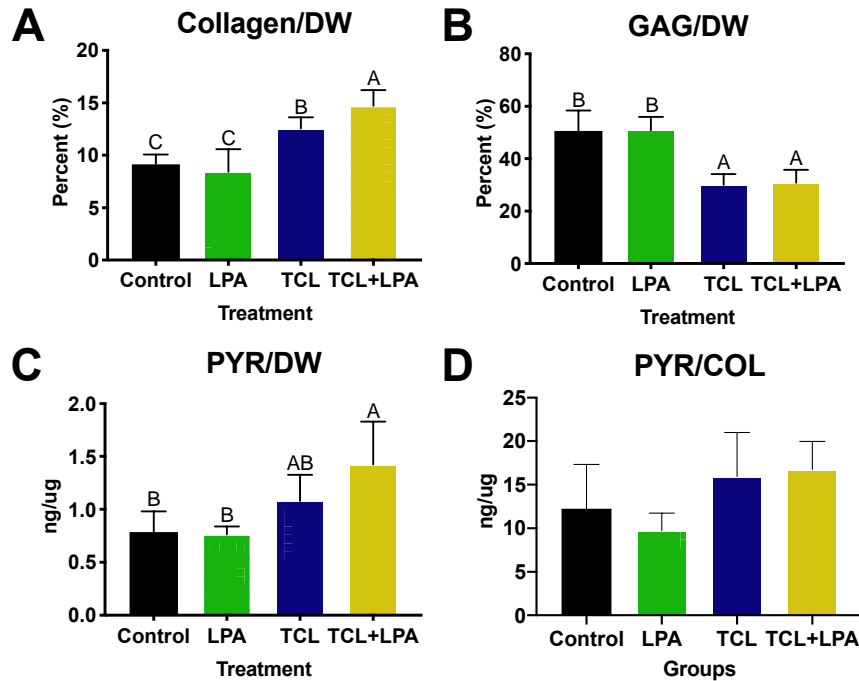 A
Collagen/DW
Percent (%)
20
15
10
5
0
C
C
B
A
Control
LPA
TCL
TCL+LPA
Treatment
B
GAG/DW
Percent (%)
80
60
40
20
0
B
B
A
A
Control
LPA
TCL
TCL+LPA
Treatment
C
PYR/DW
ng/ug
2.0
1.5
1.0
0.5
0.0
B
B
AB
A
Control
LPA
TCL
TCL+LPA
Treatment
D
PYR/COL
ng/ug
25
20
15
10
5
0
Control
LPA
TCL
TCL+LPA
Groups